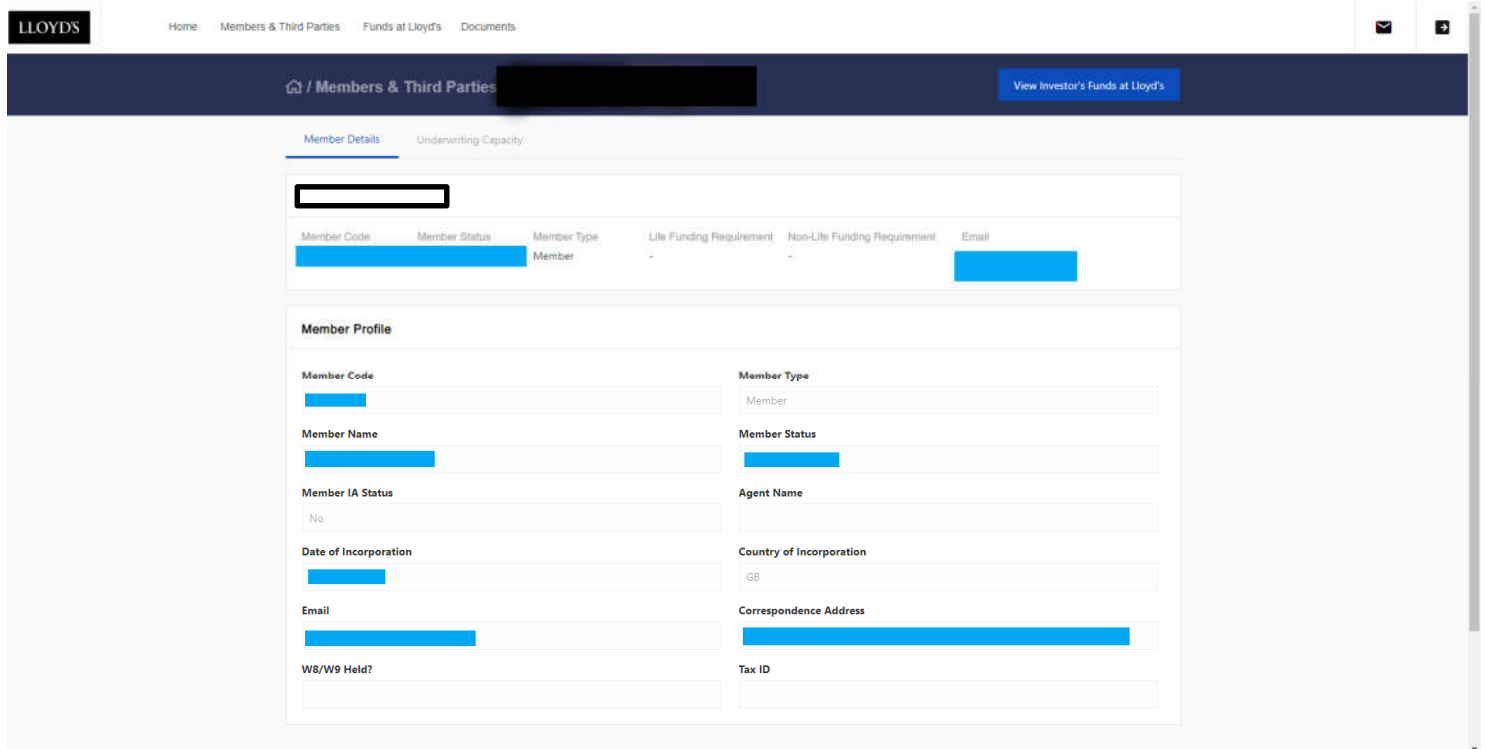 LLOYD'S Home Members & Third Parties Funds at Lloyd's Documents
/ Members & Third Parties
View Investor's Funds at Lloyd's
Member Details Underwriting Capacity
Member Code Member Status Member Type Life Funding Requirement Non-Life Funding Requirement Email
Member - -
Member Profile
Member Code Member Type
Member
Member Name Member Status
Member IA Status Agent Name
No
Date of Incorporation Country of Incorporation
GB
Email Correspondence Address
W8/W9 Held? Tax ID